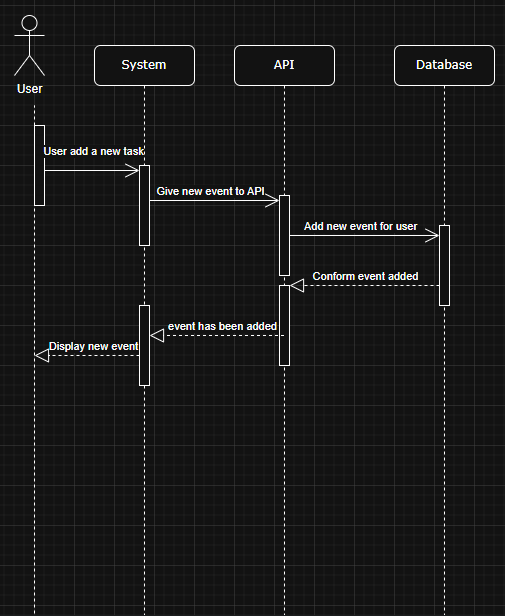 User
System
API
Database
User add a new task
Give new event to API
Add new event for user
Conform event added
event has been added
Display new event